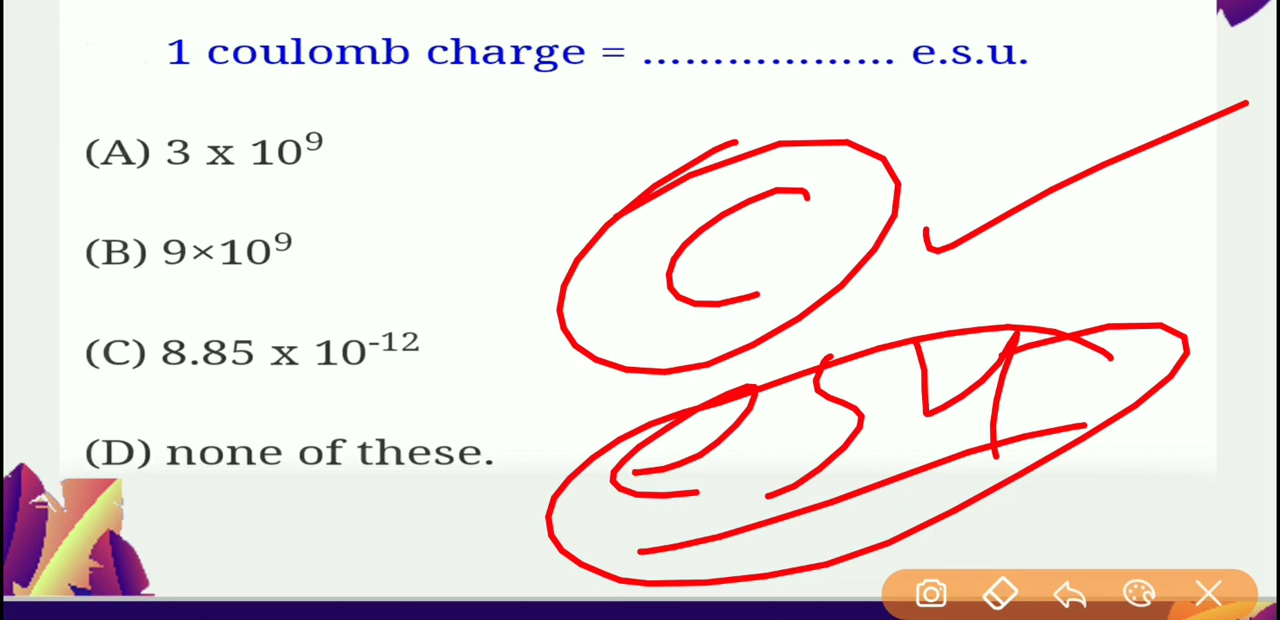 1 coulomb charge = .................. e.s.u.
(A) 3 x 10⁹
(B) 9×10⁹
C
(C) 8.85 x 10⁻¹²
esu
(D) none of these.